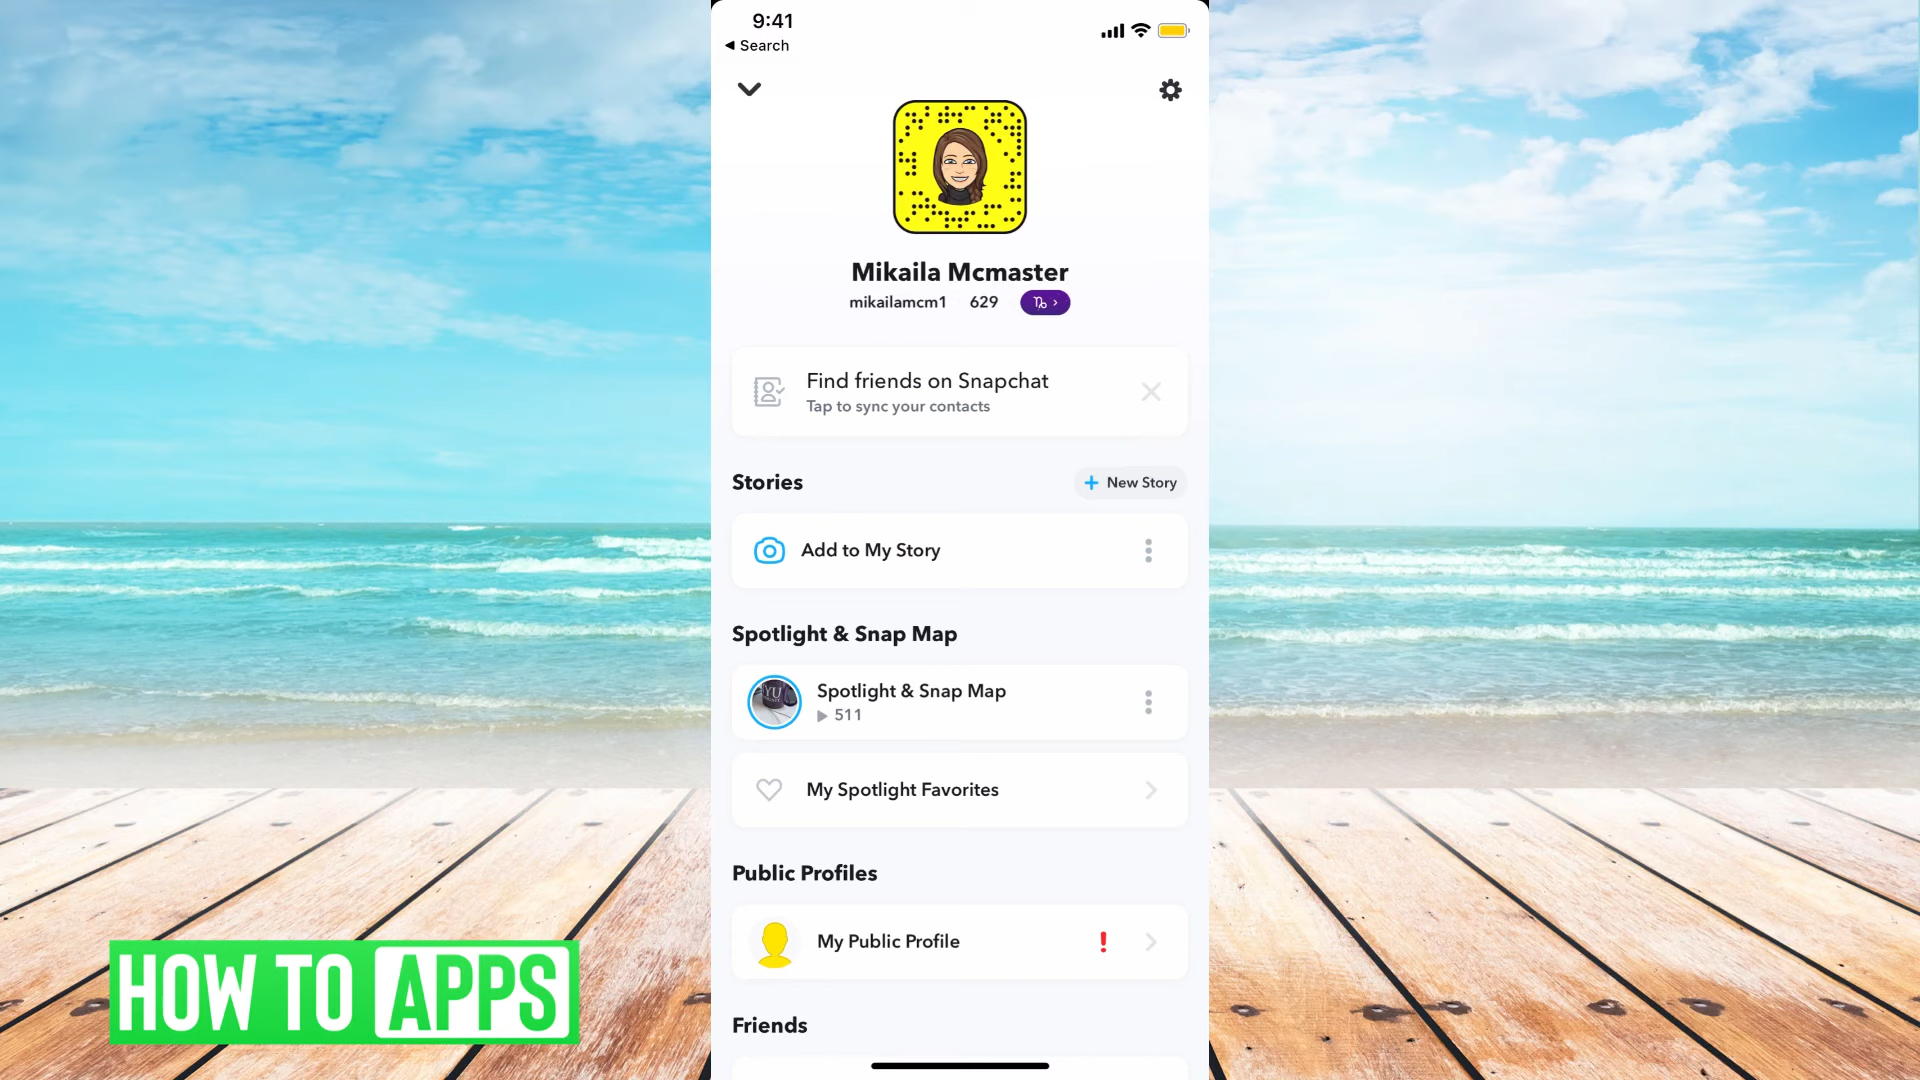 9:41
Search
Mikaila Mcmaster
mikailamcm1 629
Find friends on Snapchat
Tap to sync your contacts
Stories
New Story
Add to My Story
Spotlight & Snap Map
YU
Spotlight & Snap Map
511
My Spotlight Favorites
Public Profiles
My Public Profile
Friends
HOW TO APPS